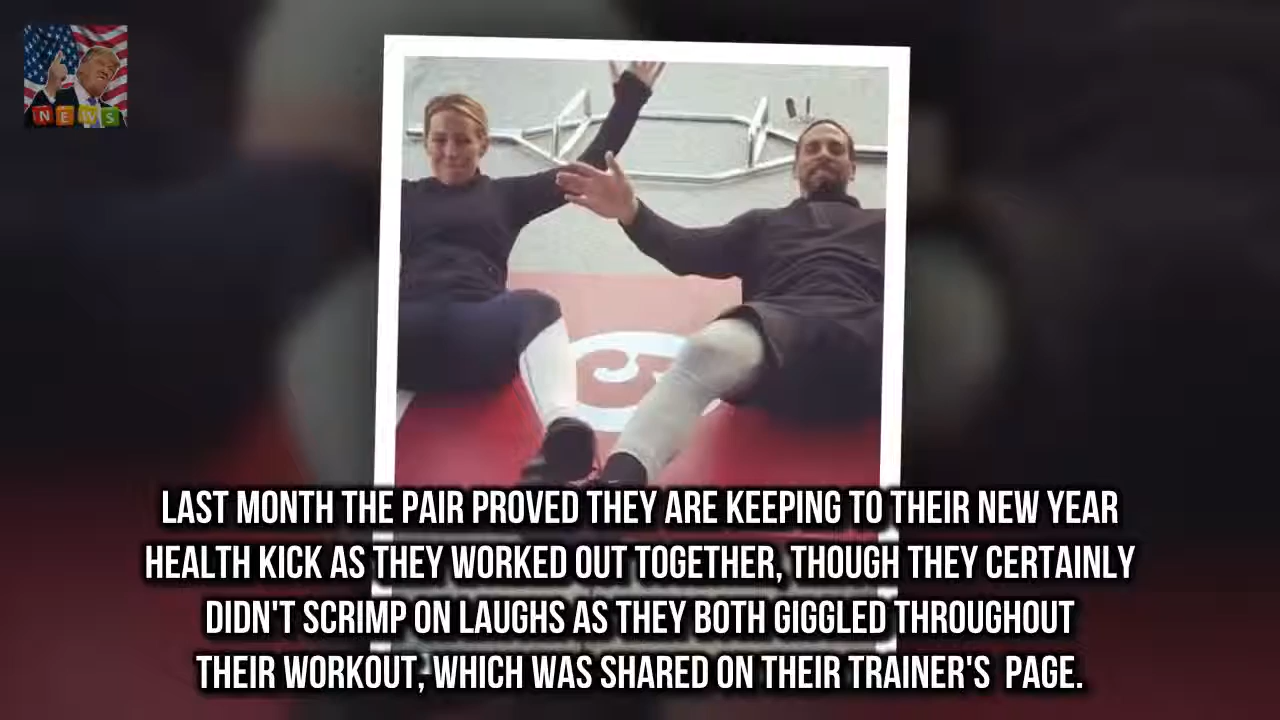 NEWS
LAST MONTH THE PAIR PROVED THEY ARE KEEPING TO THEIR NEW YEAR
HEALTH KICK AS THEY WORKED OUT TOGETHER, THOUGH THEY CERTAINLY
DIDN'T SCRIMP ON LAUGHS AS THEY BOTH GIGGLED THROUGHOUT
THEIR WORKOUT, WHICH WAS SHARED ON THEIR TRAINER'S PAGE.